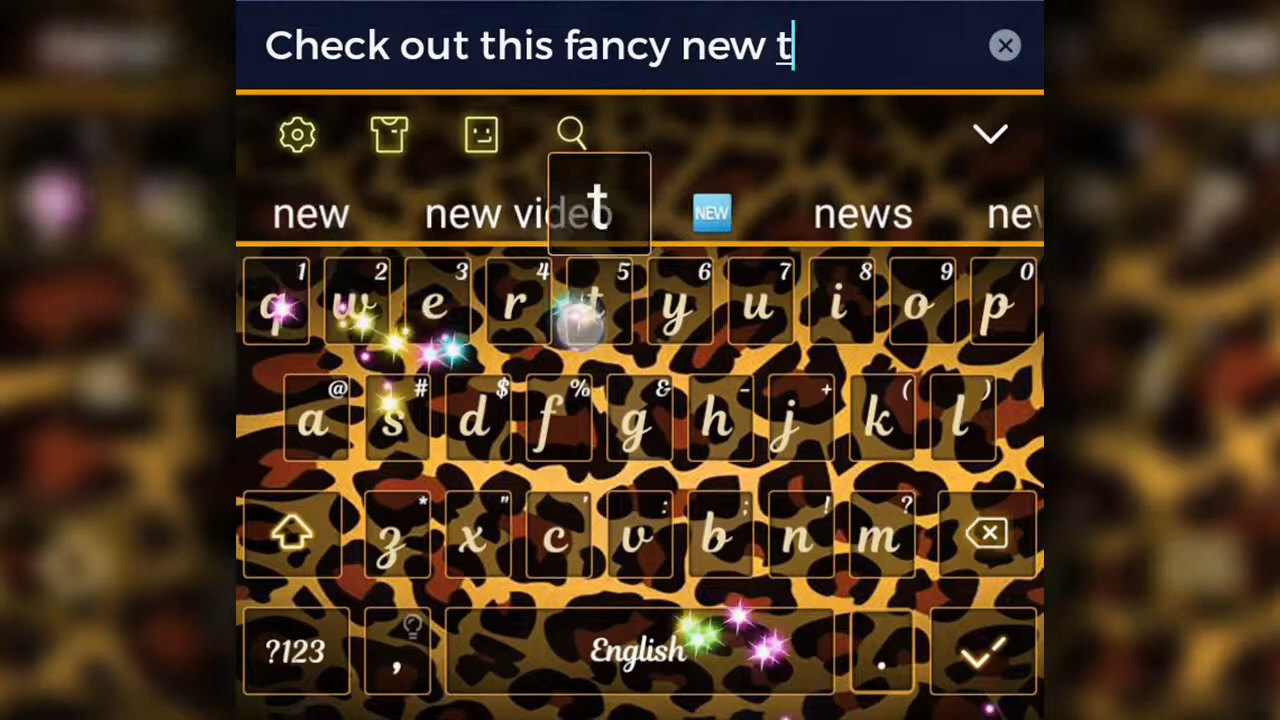 Check out this fancy new t
new new video t NEW news new
1 2 3 4 5 6 7 8 9 0
q w e r t y u i o p
@ # $ % & - + ( )
a s d f g h j k l
* " ' : ; ! ?
z x c v b n m
?123 , English .